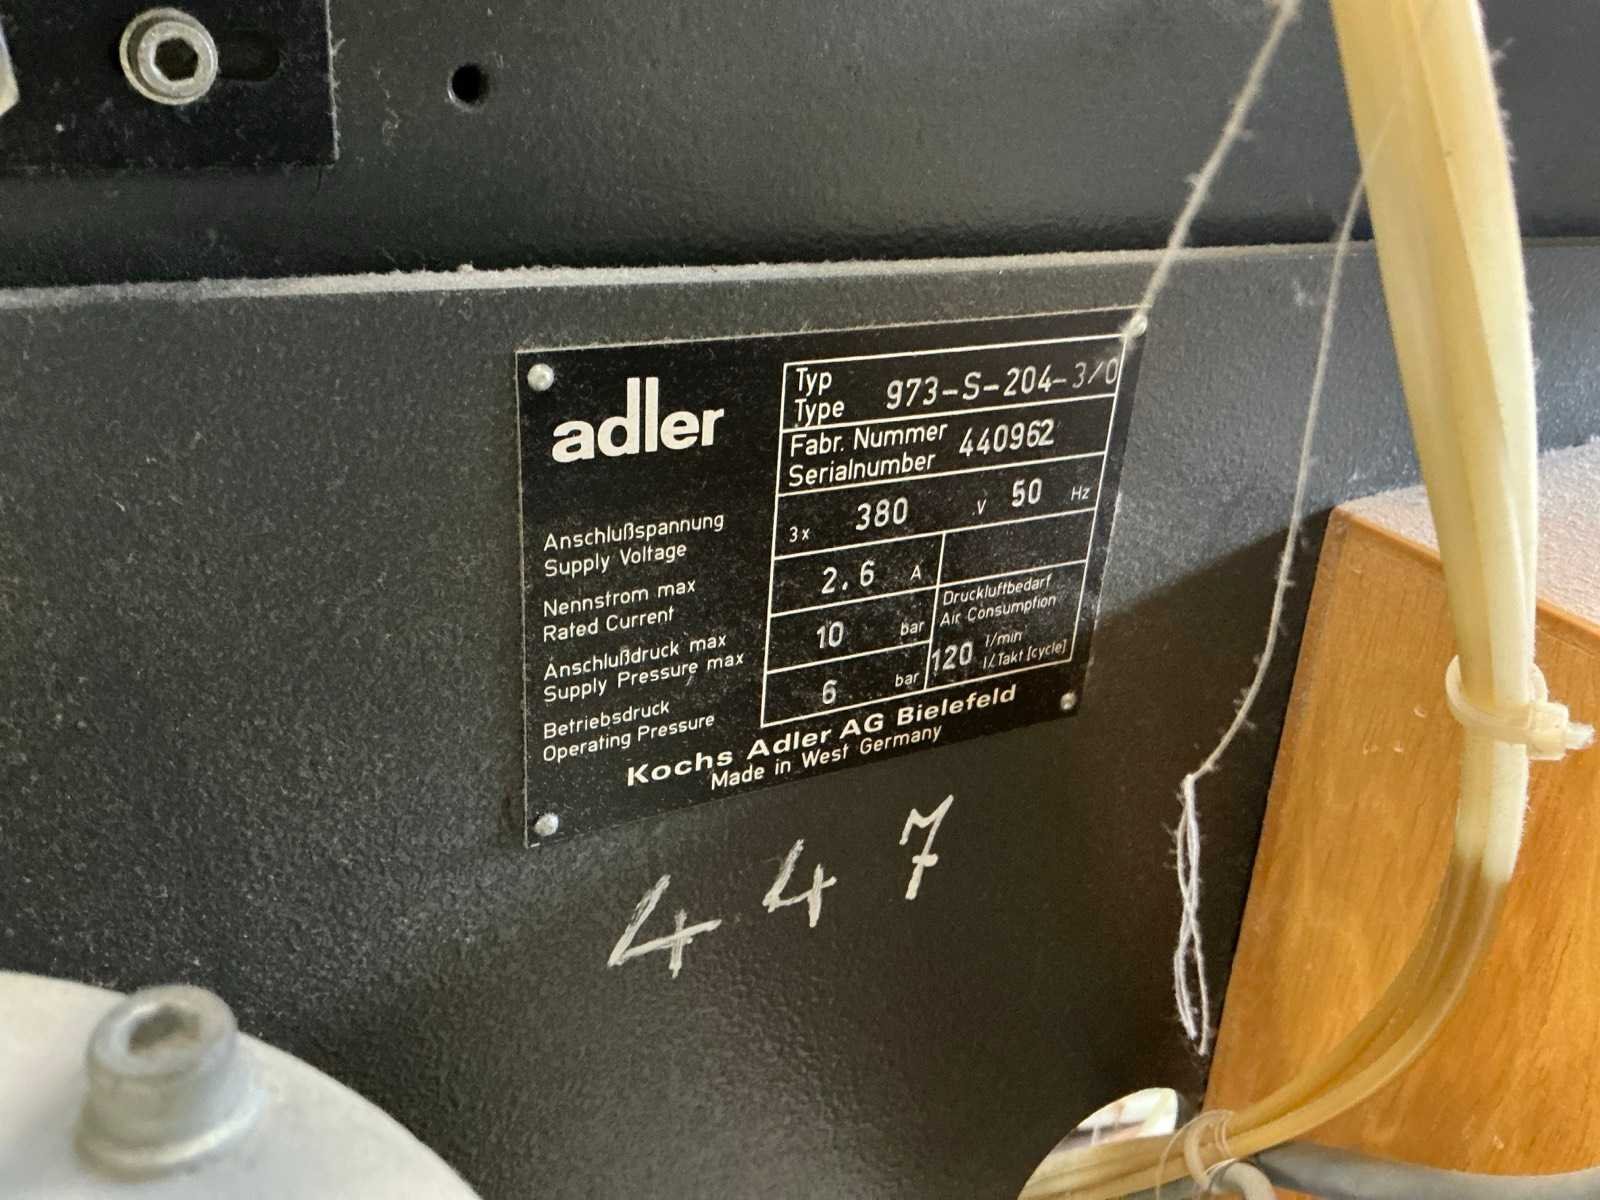 adler
Typ
Type
973-S-204-3/0
Fabr. Nummer
Serialnumber
440962
Anschlußspannung
Supply Voltage
3x 380 V 50 Hz
Nennstrom max
Rated Current
2.6 A
Anschlußdruck max
Supply Pressure max
10 bar
Druckluftbedarf
Air Consumption
120 l/min
l/Takt [cycle]
Betriebsdruck
Operating Pressure
6 bar
Kochs Adler AG Bielefeld
Made in West Germany
447